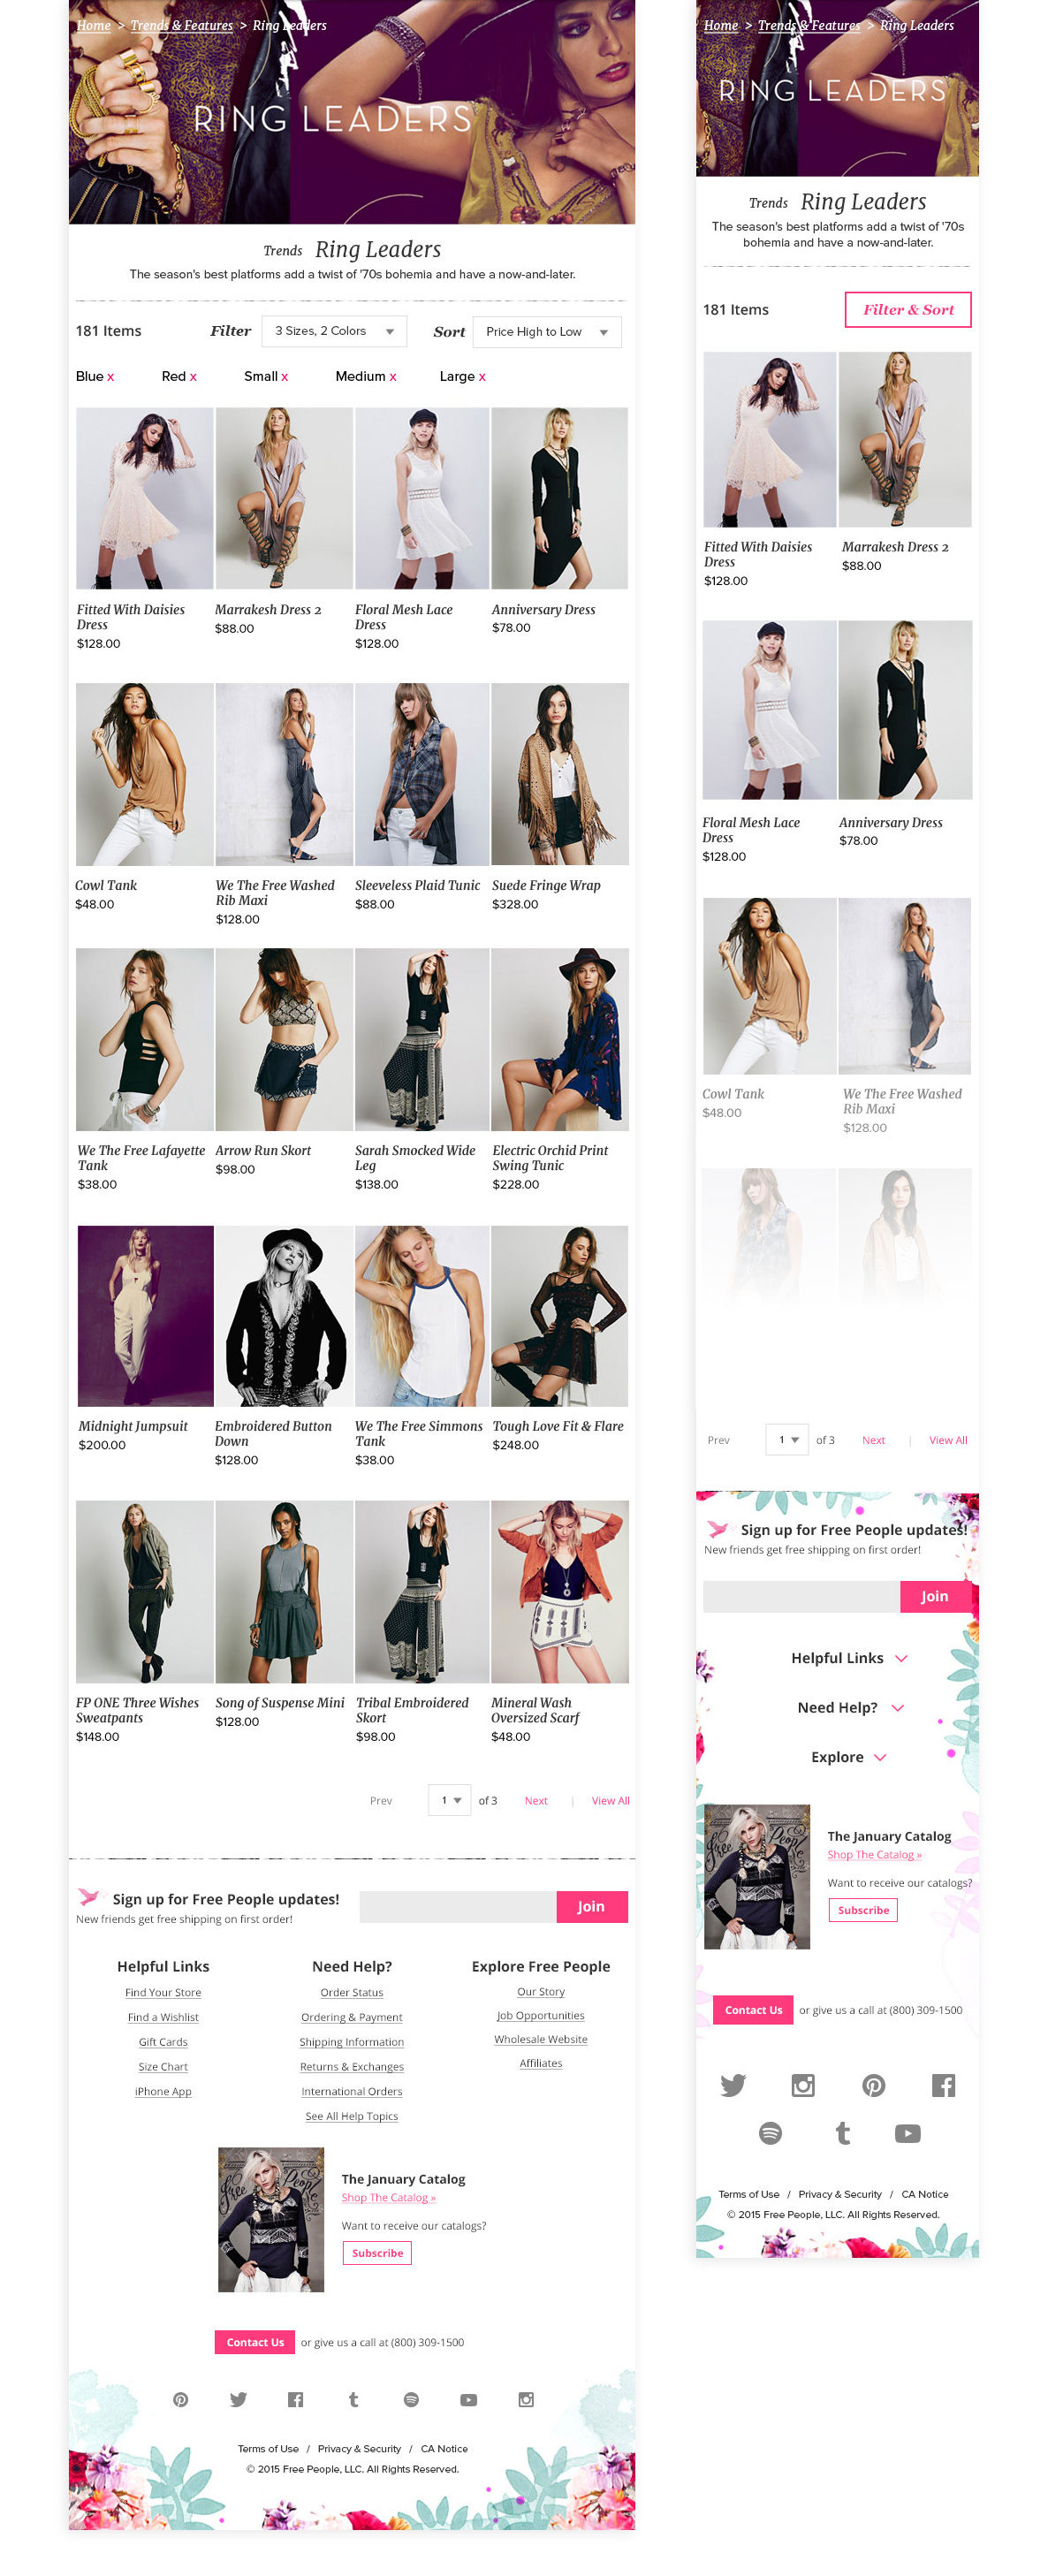 Home > Trends & Features > Ring Leaders
RING LEADERS
Trends Ring Leaders
The season's best platforms add a twist of '70s bohemia and have a now-and-later.
181 Items Filter 3 Sizes, 2 Colors Sort Price High to Low
Blue x Red x Small x Medium x Large x
Fitted With Daisies Dress
$128.00
Marrakesh Dress 2
$88.00
Floral Mesh Lace Dress
$128.00
Anniversary Dress
$78.00
Cowl Tank
$48.00
We The Free Washed Rib Maxi
$128.00
Sleeveless Plaid Tunic
$88.00
Suede Fringe Wrap
$328.00
We The Free Lafayette Tank
$38.00
Arrow Run Skort
$98.00
Sarah Smocked Wide Leg
$138.00
Electric Orchid Print Swing Tunic
$228.00
Midnight Jumpsuit
$200.00
Embroidered Button Down
$128.00
We The Free Simmons Tank
$38.00
Tough Love Fit & Flare
$248.00
FP ONE Three Wishes Sweatpants
$148.00
Song of Suspense Mini
$128.00
Tribal Embroidered Skort
$98.00
Mineral Wash Oversized Scarf
$48.00
Prev 1 of 3 Next | View All
Sign up for Free People updates!
New friends get free shipping on first order!
Join
Helpful Links
Find Your Store
Find a Wishlist
Gift Cards
Size Chart
iPhone App
Need Help?
Order Status
Ordering & Payment
Shipping Information
Returns & Exchanges
International Orders
See All Help Topics
Explore Free People
Our Story
Job Opportunities
Wholesale Website
Affiliates
Free People
The January Catalog
Shop The Catalog »
Want to receive our catalogs?
Subscribe
Contact Us or give us a call at (800) 309-1500
Terms of Use / Privacy & Security / CA Notice
© 2015 Free People, LLC. All Rights Reserved.
Home > Trends & Features > Ring Leaders
RING LEADERS
Trends Ring Leaders
The season's best platforms add a twist of '70s
bohemia and have a now-and-later.
181 Items Filter & Sort
Fitted With Daisies Dress
$128.00
Marrakesh Dress 2
$88.00
Floral Mesh Lace Dress
$128.00
Anniversary Dress
$78.00
Cowl Tank
$48.00
We The Free Washed Rib Maxi
$128.00
Prev 1 of 3 Next | View All
Sign up for Free People updates!
New friends get free shipping on first order!
Join
Helpful Links
Need Help?
Explore
Free People
The January Catalog
Shop The Catalog »
Want to receive our catalogs?
Subscribe
Contact Us or give us a call at (800) 309-1500
Terms of Use / Privacy & Security / CA Notice
© 2015 Free People, LLC. All Rights Reserved.